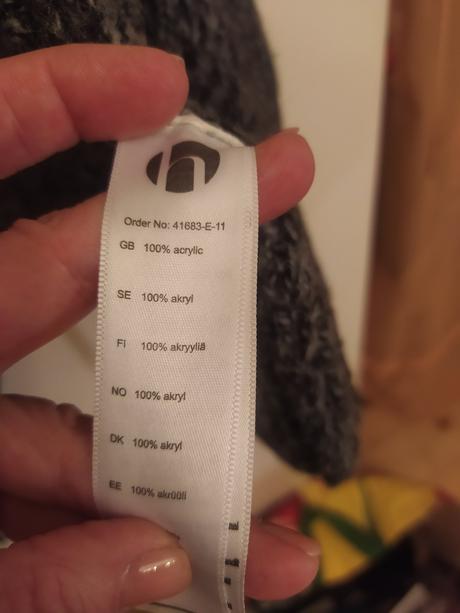 h
Order No: 41683-E-11
GB 100% acrylic
SE 100% akryl
FI 100% akryyliä
NO 100% akryl
DK 100% akryl
EE 100% akrüüli